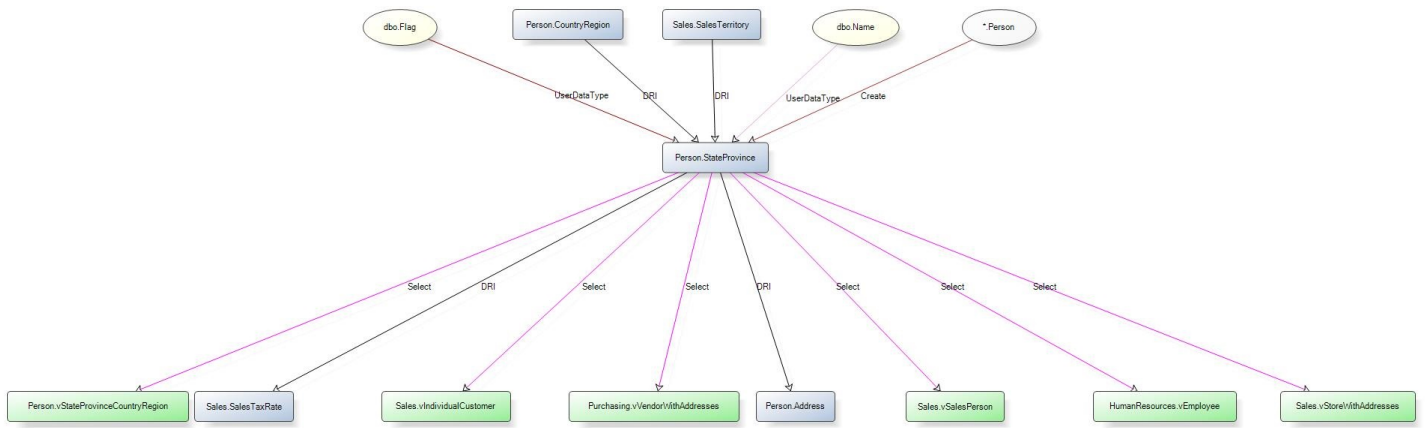 dbo.Flag
Person.CountryRegion
Sales.SalesTerritory
dbo.Name
*.Person
UserDataType
DRI
DRI
UserDataType
Create
Person.StateProvince
Select
DRI
Select
Select
DRI
Select
Select
Select
Person.vStateProvinceCountryRegion
Sales.SalesTaxRate
Sales.vIndividualCustomer
Purchasing.vVendorWithAddresses
Person.Address
Sales.vSalesPerson
HumanResources.vEmployee
Sales.vStoreWithAddresses